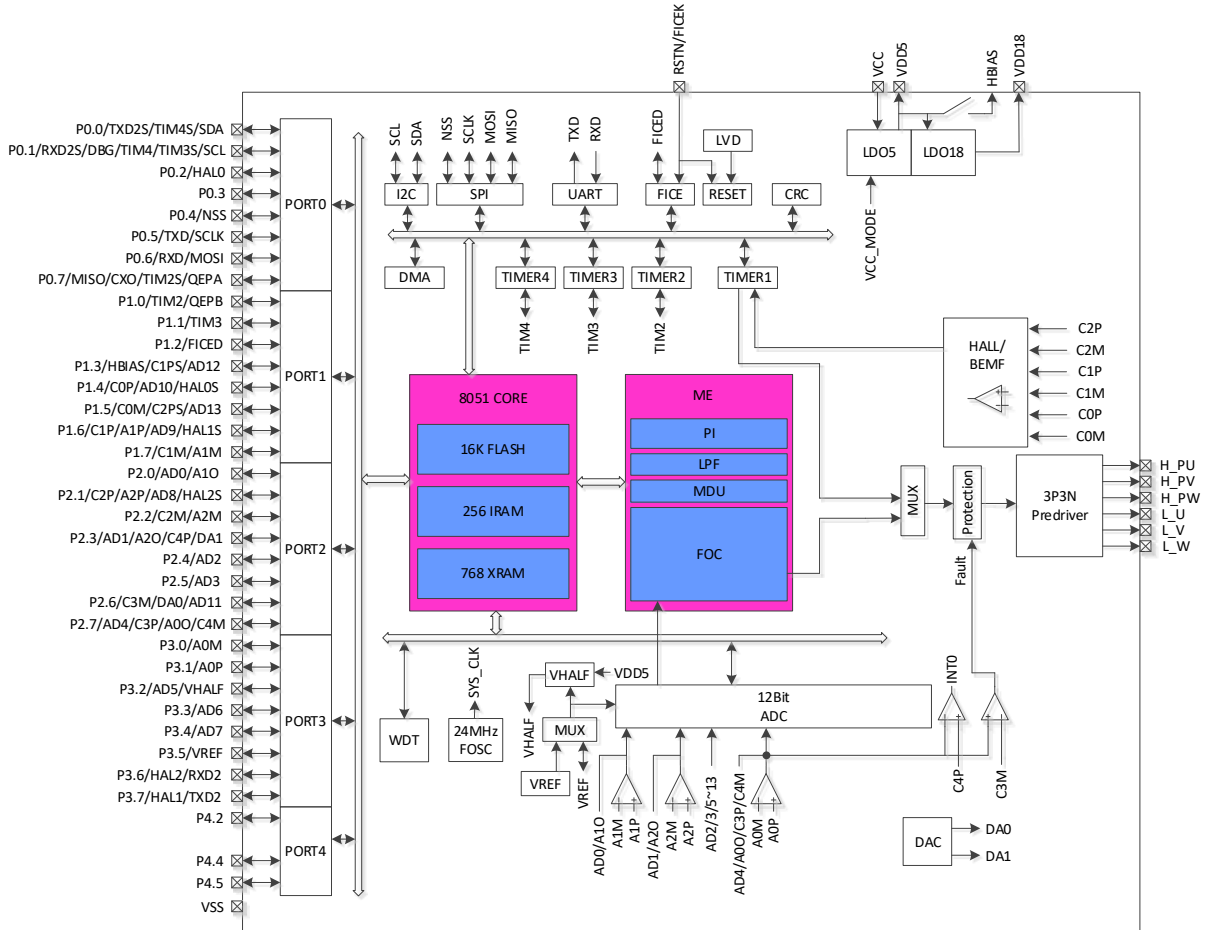 RSTN/FICEK
VCC
VDD5
HBIAS
VDD18
P0.0/TXD2S/TIM4S/SDA
P0.1/RXD2S/DBG/TIM4/TIM3S/SCL
P0.2/HAL0
P0.3
P0.4/NSS
P0.5/TXD/SCLK
P0.6/RXD/MOSI
P0.7/MISO/CXO/TIM2S/QEPA
P1.0/TIM2/QEPB
P1.1/TIM3
P1.2/FICED
P1.3/HBIAS/C1PS/AD12
P1.4/C0P/AD10/HAL0S
P1.5/C0M/C2PS/AD13
P1.6/C1P/A1P/AD9/HAL1S
P1.7/C1M/A1M
P2.0/AD0/A1O
P2.1/C2P/A2P/AD8/HAL2S
P2.2/C2M/A2M
P2.3/AD1/A2O/C4P/DA1
P2.4/AD2
P2.5/AD3
P2.6/C3M/DA0/AD11
P2.7/AD4/C3P/A0O/C4M
P3.0/A0M
P3.1/A0P
P3.2/AD5/VHALF
P3.3/AD6
P3.4/AD7
P3.5/VREF
P3.6/HAL2/RXD2
P3.7/HAL1/TXD2
P4.2
P4.4
P4.5
VSS
PORT0
PORT1
PORT2
PORT3
PORT4
SCL
SDA
NSS
SCLK
MOSI
MISO
TXD
RXD
FICED
LVD
I2C
SPI
UART
FICE
RESET
CRC
LDO5
LDO18
VCC_MODE
DMA
TIMER4
TIMER3
TIMER2
TIMER1
TIM4
TIM3
TIM2
8051 CORE
16K FLASH
256 IRAM
768 XRAM
ME
PI
LPF
MDU
FOC
HALL/
BEMF
C2P
C2M
C1P
C1M
C0P
C0M
MUX
Protection
Fault
3P3N
Predriver
H_PU
H_PV
H_PW
L_U
L_V
L_W
WDT
SYS_CLK
24MHz
FOSC
VHALF
VDD5
VHALF
MUX
VREF
VREF
12Bit
ADC
AD0/A1O
A1M
A1P
AD1/A2O
A2M
A2P
AD2/3/5~13
AD4/A0O/C3P/C4M
A0M
A0P
INT0
C4P
C3M
DAC
DA0
DA1